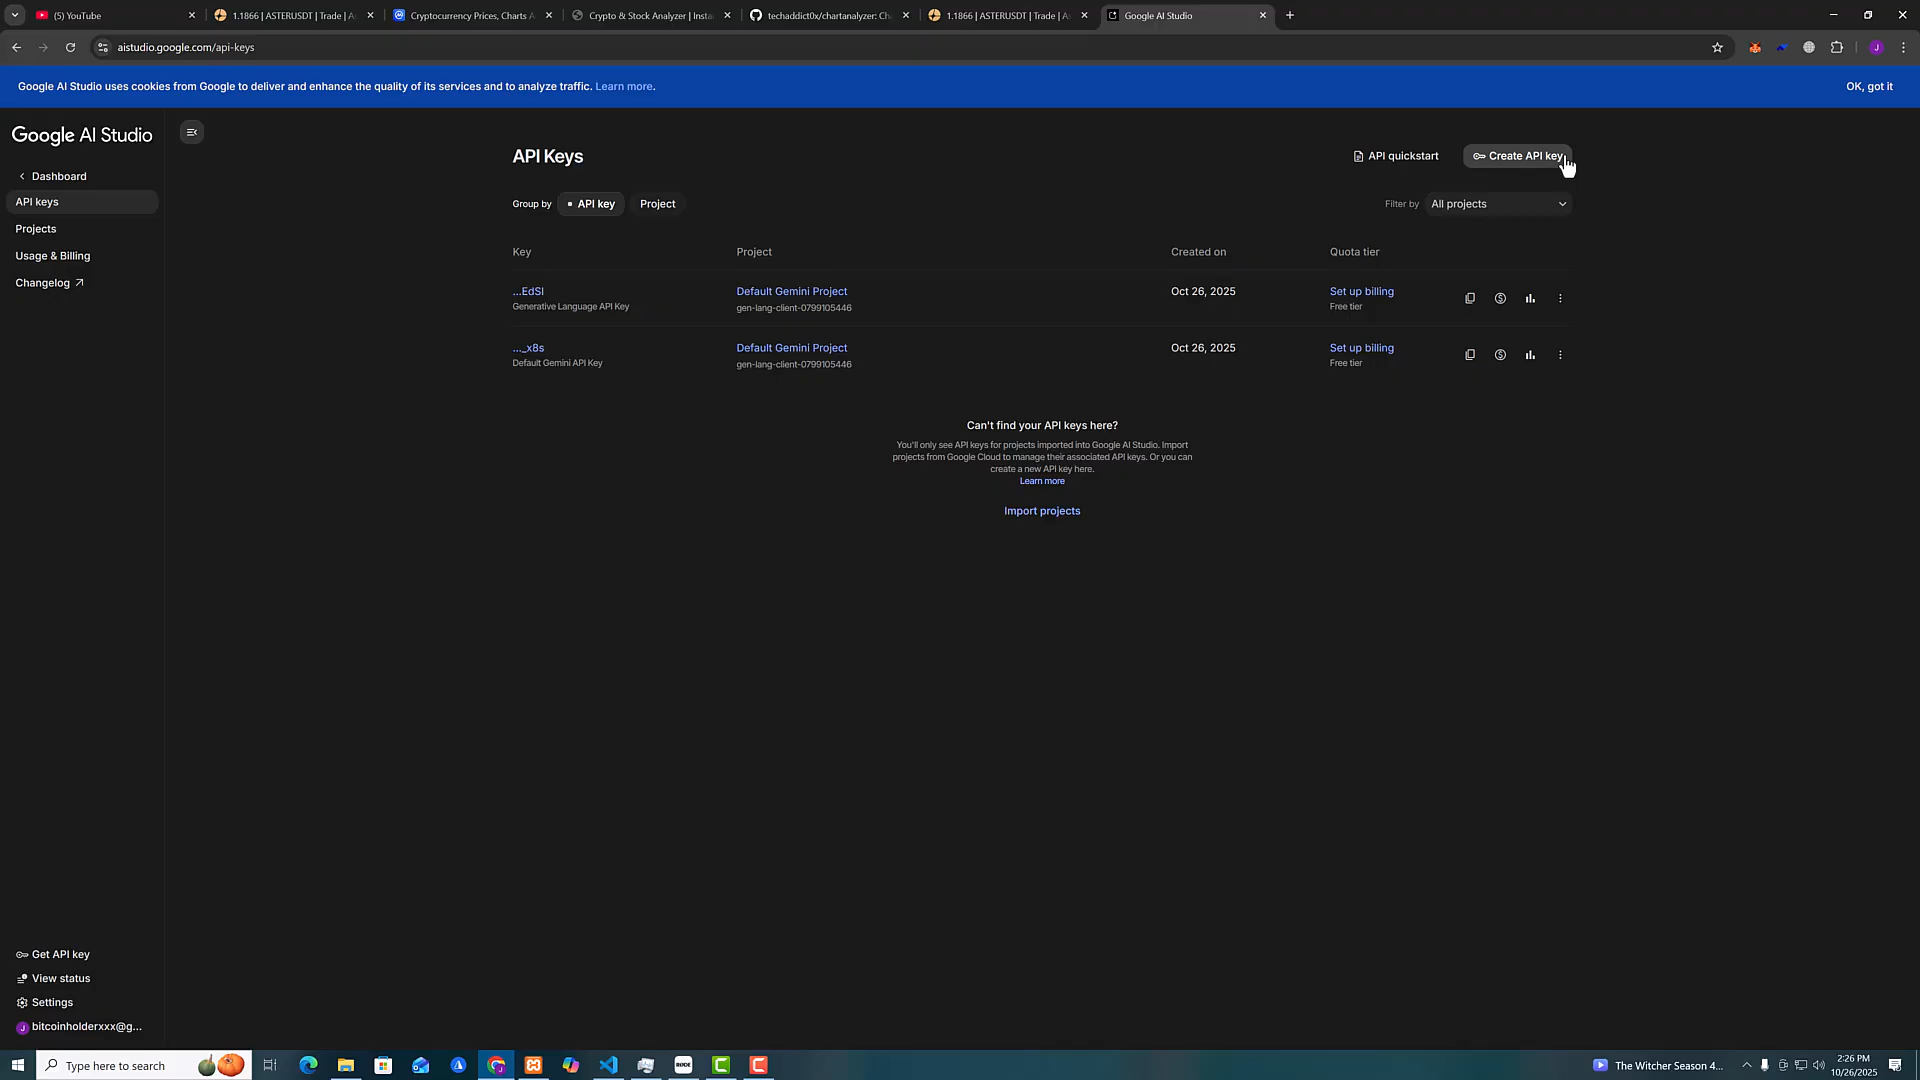 (5) YouTube
1.1866 | ASTERUSDT | Trade | As
Cryptocurrency Prices, Charts A
Crypto & Stock Analyzer | Insta
techaddict0x/chartanalyzer: Ch
1.1866 | ASTERUSDT | Trade | As
Google AI Studio
aistudio.google.com/api-keys
J
Google AI Studio uses cookies from Google to deliver and enhance the quality of its services and to analyze traffic. Learn more.
OK, got it
Google AI Studio
Dashboard
API keys
Projects
Usage & Billing
Changelog
API Keys
API quickstart
Create API key
Group by
API key
Project
Filter by
All projects
Key
Project
Created on
Quota tier
...EdSI
Default Gemini Project
Oct 26, 2025
Set up billing
Generative Language API Key
gen-lang-client-0799105446
Free tier
..._x8s
Default Gemini Project
Oct 26, 2025
Set up billing
Default Gemini API Key
gen-lang-client-0799105446
Free tier
Can't find your API keys here?
You'll only see API keys for projects imported into Google AI Studio. Import
projects from Google Cloud to manage their associated API keys. Or you can
create a new API key here.
Learn more
Import projects
Get API key
View status
Settings
J
bitcoinholderxxx@g...
Type here to search
RØDE
The Witcher Season 4...
2:26 PM
10/26/2025